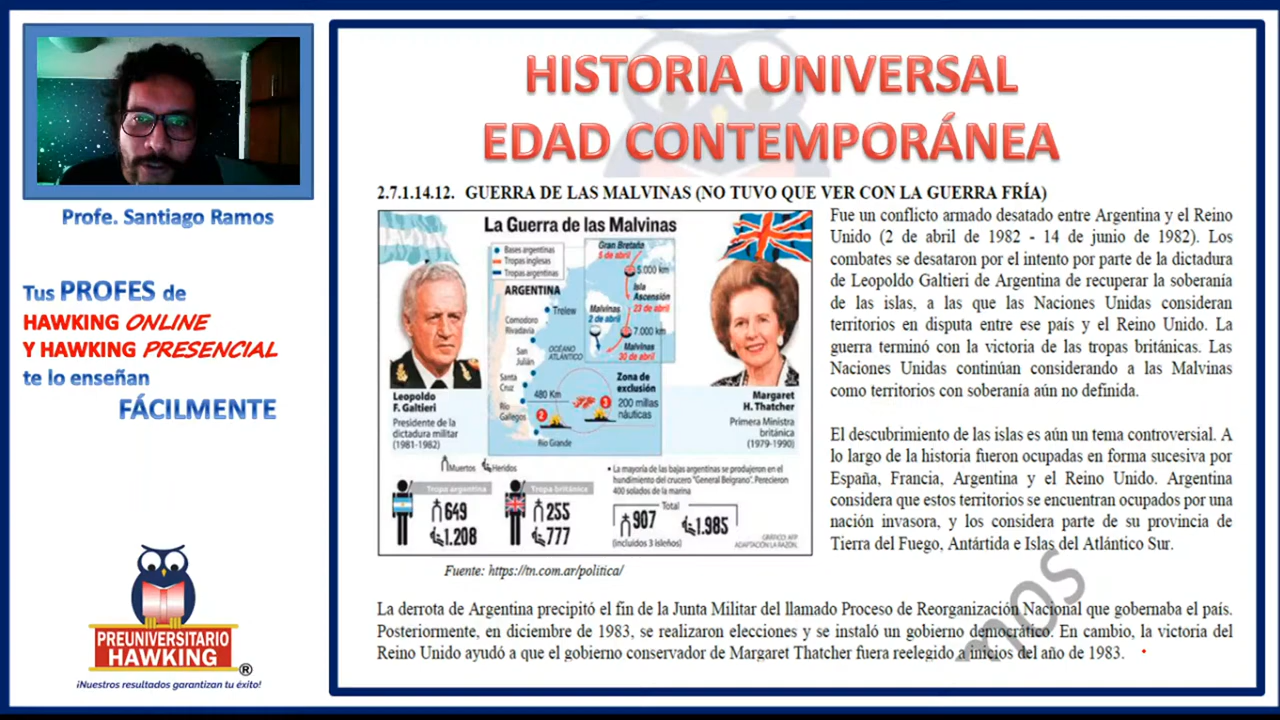 HISTORIA UNIVERSAL
EDAD CONTEMPORÁNEA
Profe. Santiago Ramos
Tus PROFES de
HAWKING ONLINE
Y HAWKING PRESENCIAL
te lo enseñan
FÁCILMENTE
PREUNIVERSITARIO
HAWKING
®
¡Nuestros resultados garantizan tu éxito!
2.7.1.14.12. GUERRA DE LAS MALVINAS (NO TUVO QUE VER CON LA GUERRA FRÍA)
La Guerra de las Malvinas
Bases argentinas
Tropas inglesas
Tropas argentinas
ARGENTINA
Trelew
Comodoro
Rivadavia
San
Julián
OCÉANO
ATLÁNTICO
Santa
Cruz
Río
Gallegos
480 Km
Río Grande
Gran Bretaña
5 de abril
5.000 km
Isla
Ascensión
23 de abril
Malvinas
2 de abril
7.000 km
Malvinas
30 de abril
Zona de
exclusión
200 millas
náuticas
2
3
Leopoldo
F. Galtieri
Presidente de la
dictadura militar
(1981-1982)
Margaret
H. Thatcher
Primera Ministra
británica
(1979-1990)
Muertos Heridos
Tropa argentina
649
1.208
Tropa británica
255
777
• La mayoría de las bajas argentinas se produjeron en el
hundimiento del crucero "General Belgrano". Perecieron
400 soldados de la marina
Total
907
1.985
(incluidos 3 isleños)
GRÁFICO: AFP
ADAPTACIÓN LA RAZÓN.
Fuente: https://tn.com.ar/politica/
Fue un conflicto armado desatado entre Argentina y el Reino
Unido (2 de abril de 1982 - 14 de junio de 1982). Los
combates se desataron por el intento por parte de la dictadura
de Leopoldo Galtieri de Argentina de recuperar la soberanía
de las islas, a las que las Naciones Unidas consideran
territorios en disputa entre ese país y el Reino Unido. La
guerra terminó con la victoria de las tropas británicas. Las
Naciones Unidas continúan considerando a las Malvinas
como territorios con soberanía aún no definida.
El descubrimiento de las islas es aún un tema controversial. A
lo largo de la historia fueron ocupadas en forma sucesiva por
España, Francia, Argentina y el Reino Unido. Argentina
considera que estos territorios se encuentran ocupados por una
nación invasora, y los considera parte de su provincia de
Tierra del Fuego, Antártida e Islas del Atlántico Sur.
La derrota de Argentina precipitó el fin de la Junta Militar del llamado Proceso de Reorganización Nacional que gobernaba el país.
Posteriormente, en diciembre de 1983, se realizaron elecciones y se instaló un gobierno democrático. En cambio, la victoria del
Reino Unido ayudó a que el gobierno conservador de Margaret Thatcher fuera reelegido a inicios del año de 1983.
mos